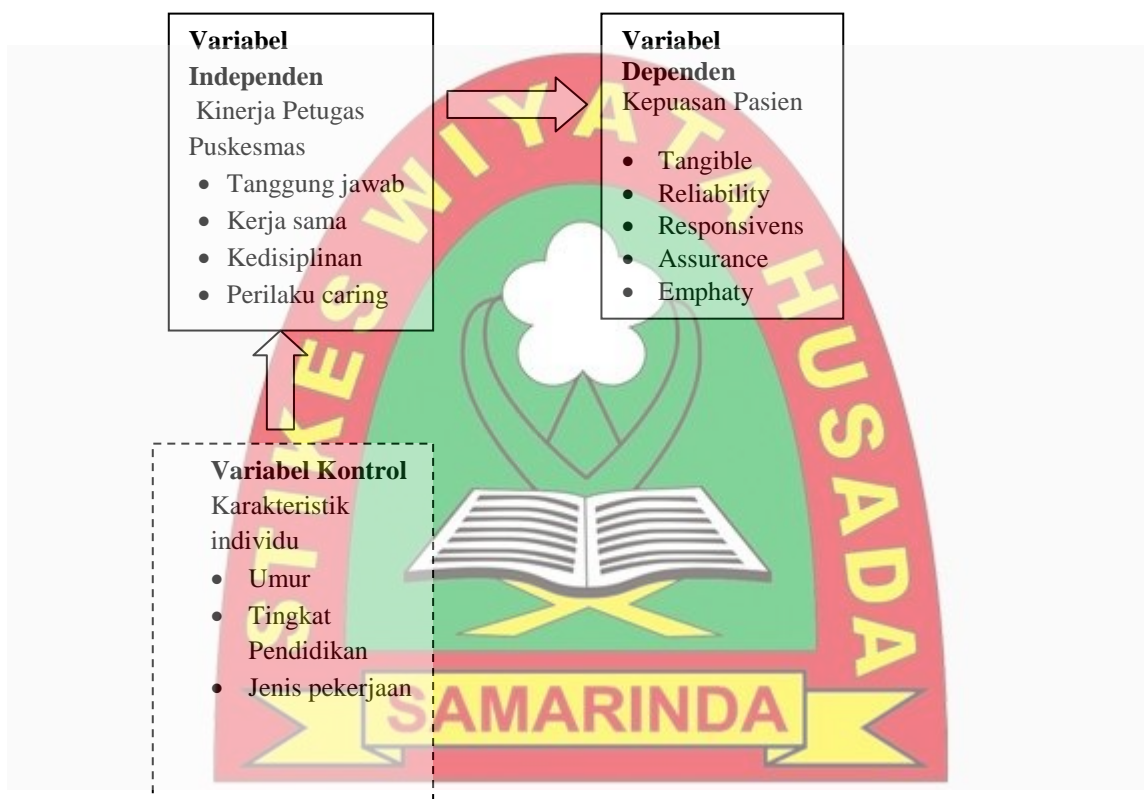 Variabel
Independen
Kinerja Petugas
Puskesmas
• Tanggung jawab
• Kerja sama
• Kedisiplinan
• Perilaku caring
Variabel
Dependen
Kepuasan Pasien
• Tangible
• Reliability
• Responsivens
• Assurance
• Emphaty
Variabel Kontrol
Karakteristik
individu
• Umur
• Tingkat
Pendidikan
• Jenis pekerjaan
STIKES WIYATA HUSADA
SAMARINDA